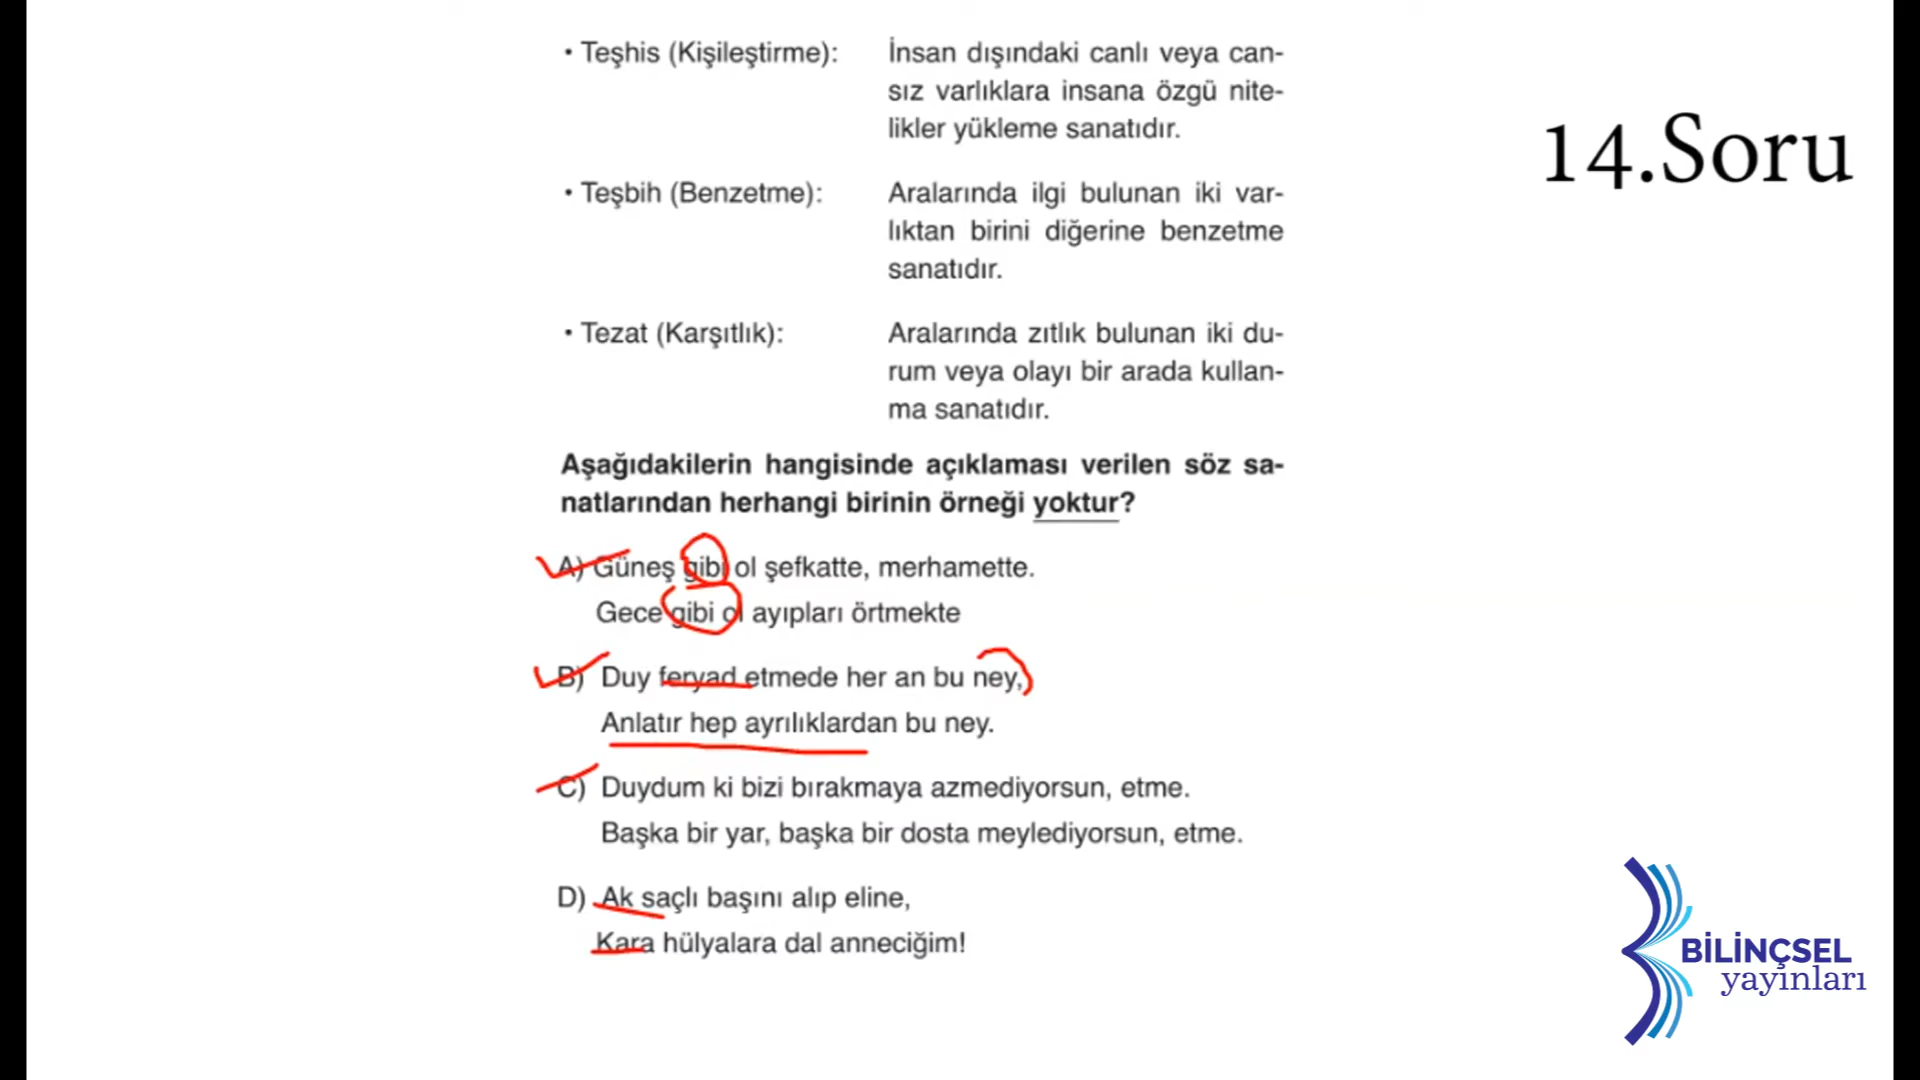 • Teşhis (Kişileştirme): İnsan dışındaki canlı veya can-
sız varlıklara insana özgü nite-
likler yükleme sanatıdır.
14.Soru
• Teşbih (Benzetme): Aralarında ilgi bulunan iki var-
lıktan birini diğerine benzetme
sanatıdır.
• Tezat (Karşıtlık): Aralarında zıtlık bulunan iki du-
rum veya olayı bir arada kullan-
ma sanatıdır.
Aşağıdakilerin hangisinde açıklaması verilen söz sa-
natlarından herhangi birinin örneği yoktur?
A) Güneş gibi ol şefkatte, merhamette.
Gece gibi ol ayıpları örtmekte
B) Duy feryad etmede her an bu ney,
Anlatır hep ayrılıklardan bu ney.
C) Duydum ki bizi bırakmaya azmediyorsun, etme.
Başka bir yar, başka bir dosta meylediyorsun, etme.
D) Ak saçlı başını alıp eline,
Kara hülyalara dal anneciğim!
BİLİNÇSEL
yayınları